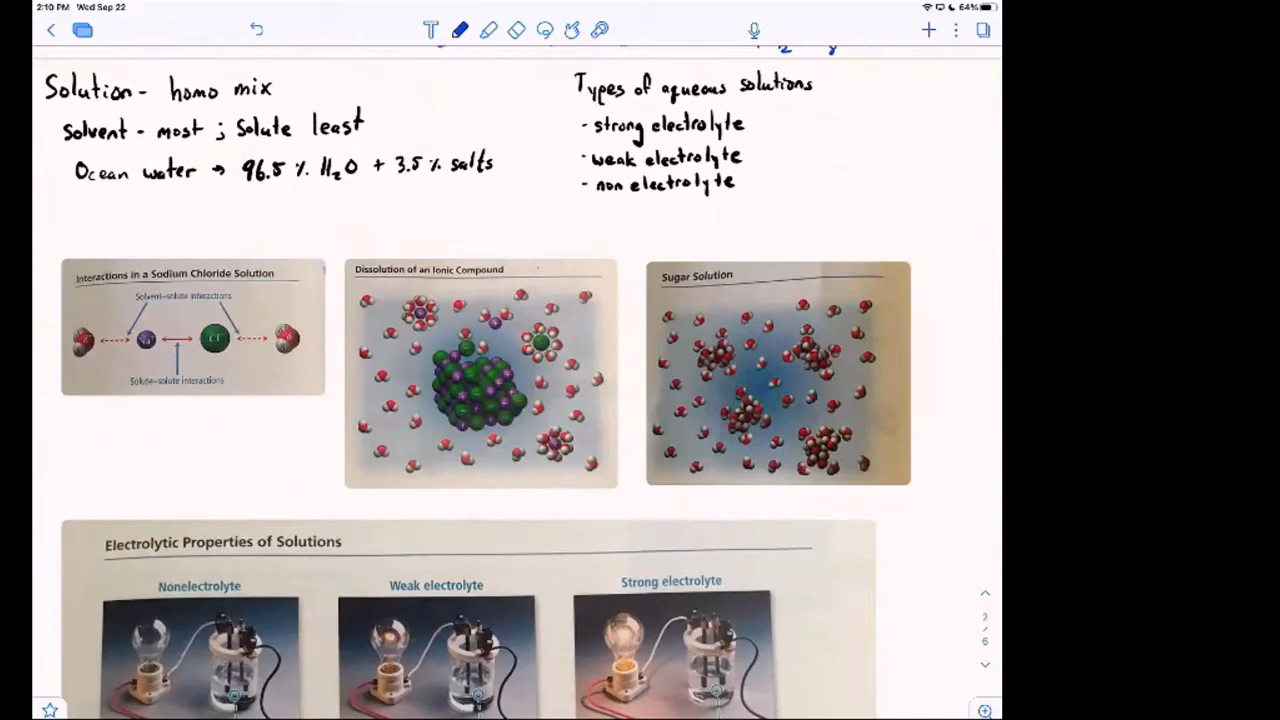 2:10 PM Wed Sep 22
64%
Solution - homo mix
Solvent - most ; Solute least
Ocean water → 96.5 % H₂O + 3.5 % salts
Types of aqueous solutions
- strong electrolyte
- weak electrolyte
- non electrolyte
Interactions in a Sodium Chloride Solution
Solvent–solute interactions
Na⁺
Cl⁻
Solute–solute interactions
Dissolution of an Ionic Compound
Sugar Solution
Electrolytic Properties of Solutions
Nonelectrolyte
Weak electrolyte
Strong electrolyte
2
/
6